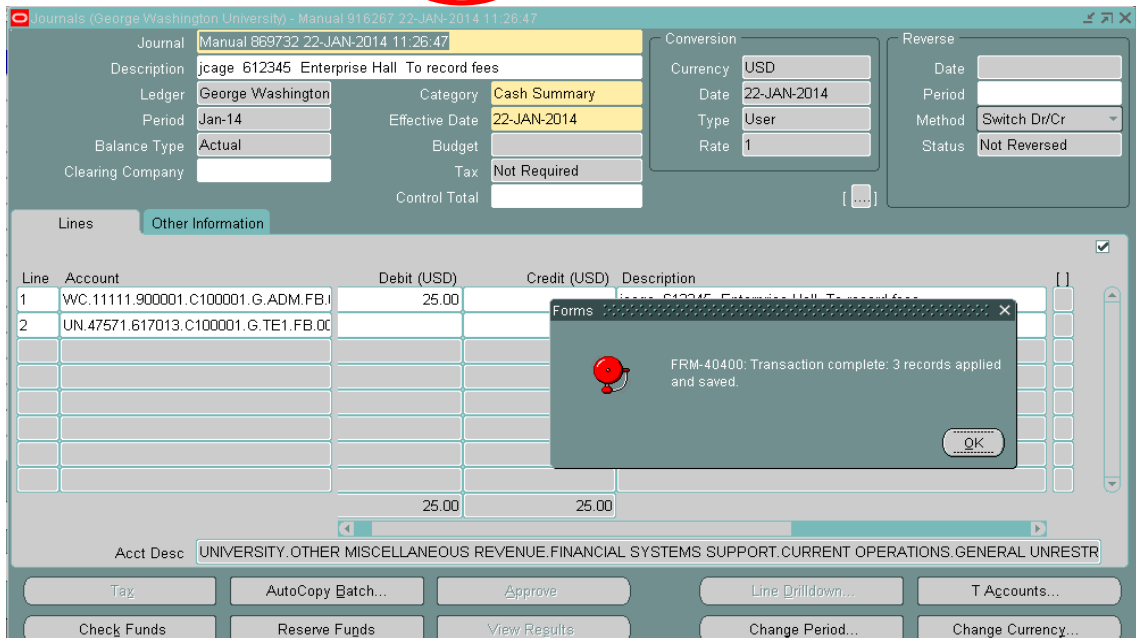 Journals (George Washington University) - Manual 916267 22-JAN-2014 11:26:47
Journal Manual 869732 22-JAN-2014 11:26:47
Description jcage 612345 Enterprise Hall To record fees
Ledger George Washington Category Cash Summary
Period Jan-14 Effective Date 22-JAN-2014
Balance Type Actual Budget
Clearing Company Tax Not Required
Control Total
Conversion
Currency USD
Date 22-JAN-2014
Type User
Rate 1
Reverse
Date
Period
Method Switch Dr/Cr
Status Not Reversed
[ .... ]
Lines Other Information
Line Account Debit (USD) Credit (USD) Description [ ]
1 WC.11111.900001.C100001.G.ADM.FB. 25.00
2 UN.47571.617013.C100001.G.TE1.FB.00
Forms
FRM-40400: Transaction complete: 3 records applied
and saved.
OK
25.00 25.00
Acct Desc UNIVERSITY.OTHER MISCELLANEOUS REVENUE.FINANCIAL SYSTEMS SUPPORT.CURRENT OPERATIONS.GENERAL UNRESTR
Tax AutoCopy Batch... Approve Line Drilldown... T Accounts...
Check Funds Reserve Funds View Results Change Period... Change Currency...